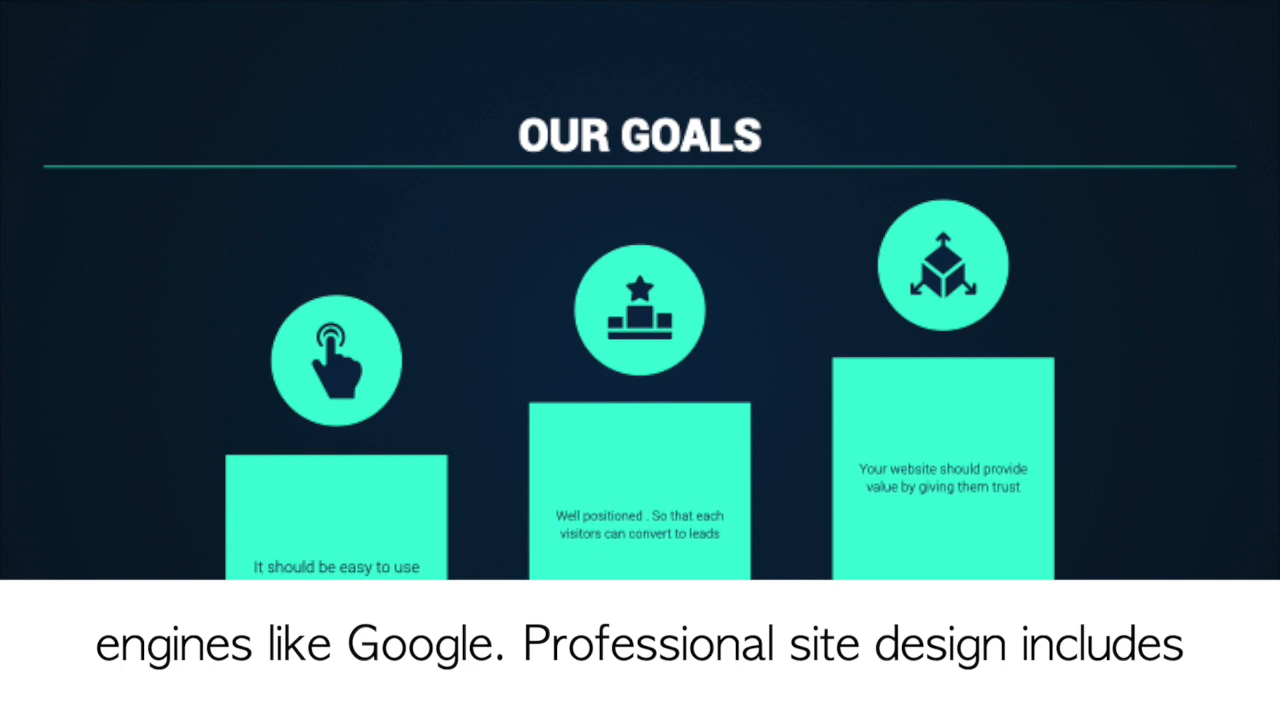 OUR GOALS
Your website should provide
value by giving them trust
Well positioned . So that each
visitors can convert to leads
It should be easy to use
engines like Google. Professional site design includes